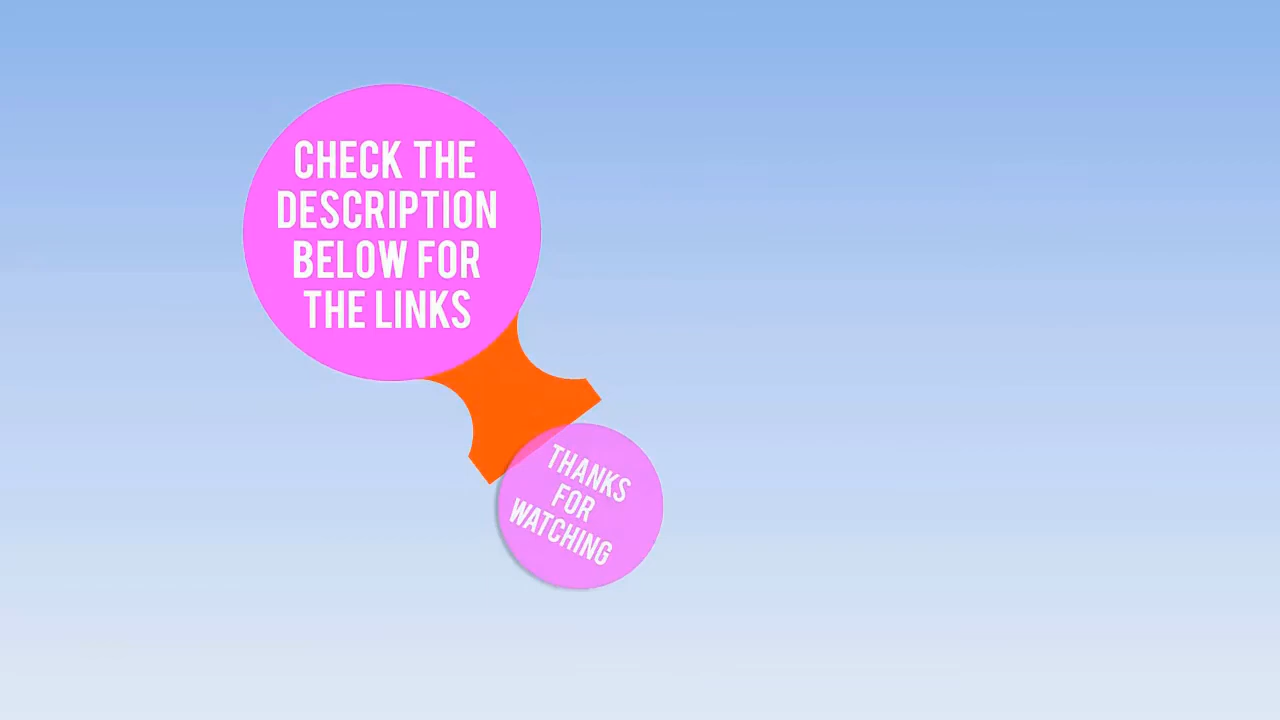 CHECK THE
DESCRIPTION
BELOW FOR
THE LINKS
THANKS
FOR
WATCHING